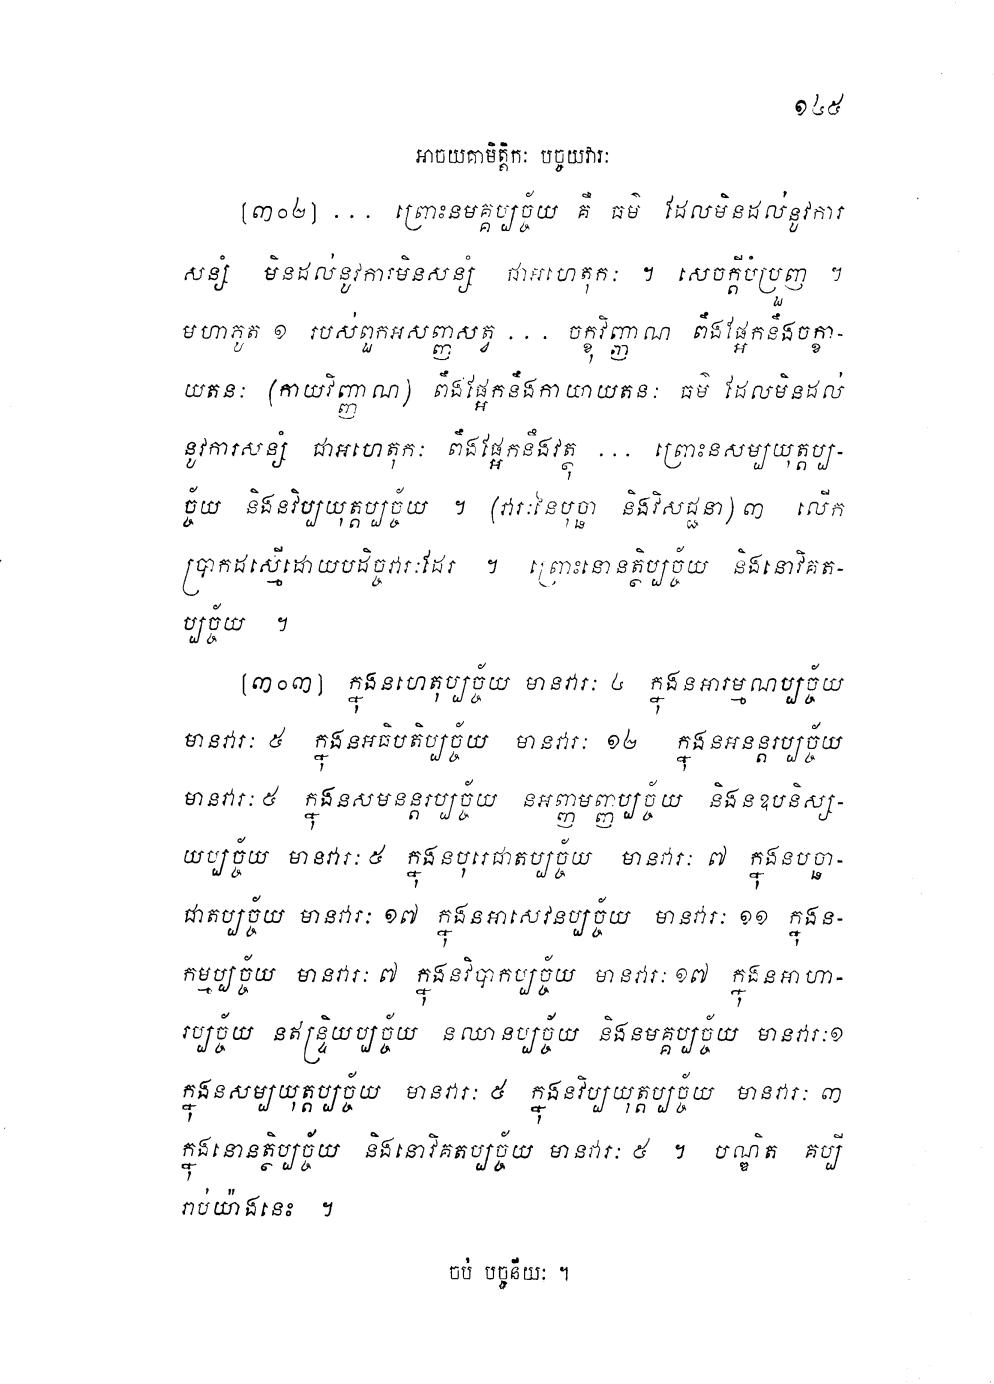 ១៤៥
អាចយគាមិត្តិកៈ បច្ចយវារៈ
(៣០២) ... ព្រោះនមគ្គប្បច្ច័យ គឺ ធម៌ ដែលមិនដល់នូវការ
សន្សំ មិនដល់នូវការមិនសន្សំ ជាអហេតុកៈ ។ សេចក្តីបំប្រួញ ។
មហាភូត ១ របស់ពួកអសញ្ញសត្វ ... ចក្ខុវិញ្ញាណ ពឹងផ្អែកនឹងចក្ខា-
យតនៈ (កាយវិញ្ញាណ) ពឹងផ្អែកនឹងកាយាយតនៈ ធម៌ ដែលមិនដល់
នូវការសន្សំ ជាអហេតុកៈ ពឹងផ្អែកនឹងវត្ថុ ... ព្រោះនសម្បយុត្តប្ប-
ច្ច័យ និងនវិប្បយុត្តប្បច្ច័យ ។ (វារៈនៃបុច្ឆា និងវិសជ្ជនា) ៣ លើក
ប្រាកដស្មើដោយបដិច្ចវារៈដែរ ។ ព្រោះនោនត្ថិប្បច្ច័យ និងនោវិគត-
ប្បច្ច័យ ។
(៣០៣) ក្នុងនហេតុប្បច្ច័យ មានវារៈ ៤ ក្នុងនអារម្មណប្បច្ច័យ
មានវារៈ ៥ ក្នុងនអធិបតិប្បច្ច័យ មានវារៈ ១២ ក្នុងនអនន្តរប្បច្ច័យ
មានវារៈ ៥ ក្នុងនសមនន្តរប្បច្ច័យ នអញ្ញាមញ្ញាប្បច្ច័យ និងនឧបនិស្ស-
យប្បច្ច័យ មានវារៈ ៥ ក្នុងនបុរេជាតប្បច្ច័យ មានវារៈ ៧ ក្នុងនបច្ឆា-
ជាតប្បច្ច័យ មានវារៈ ១៧ ក្នុងនអាសេវនប្បច្ច័យ មានវារៈ ១១ ក្នុងន-
កម្មប្បច្ច័យ មានវារៈ ៧ ក្នុងនវិបាកប្បច្ច័យ មានវារៈ ១៧ ក្នុងនអាហា-
រប្បច្ច័យ នឥន្ទ្រិយប្បច្ច័យ នឈានប្បច្ច័យ និងនមគ្គប្បច្ច័យ មានវារៈ១
ក្នុងនសម្បយុត្តប្បច្ច័យ មានវារៈ ៥ ក្នុងនវិប្បយុត្តប្បច្ច័យ មានវារៈ ៣
ក្នុងនោនត្ថិប្បច្ច័យ និងនោវិគតប្បច្ច័យ មានវារៈ ៥ ។ បណ្ឌិត គប្បី
រាប់យ៉ាងនេះ ។
ចប់ បច្ចនីយៈ ។